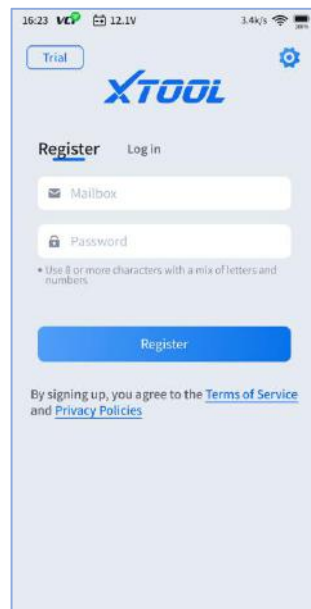 16:23 VCI 12.1V 3.4k/s
Trial
XTOOL
Register Log in
Mailbox
Password
• Use 8 or more characters with a mix of letters and
numbers
Register
By signing up, you agree to the Terms of Service
and Privacy Policies